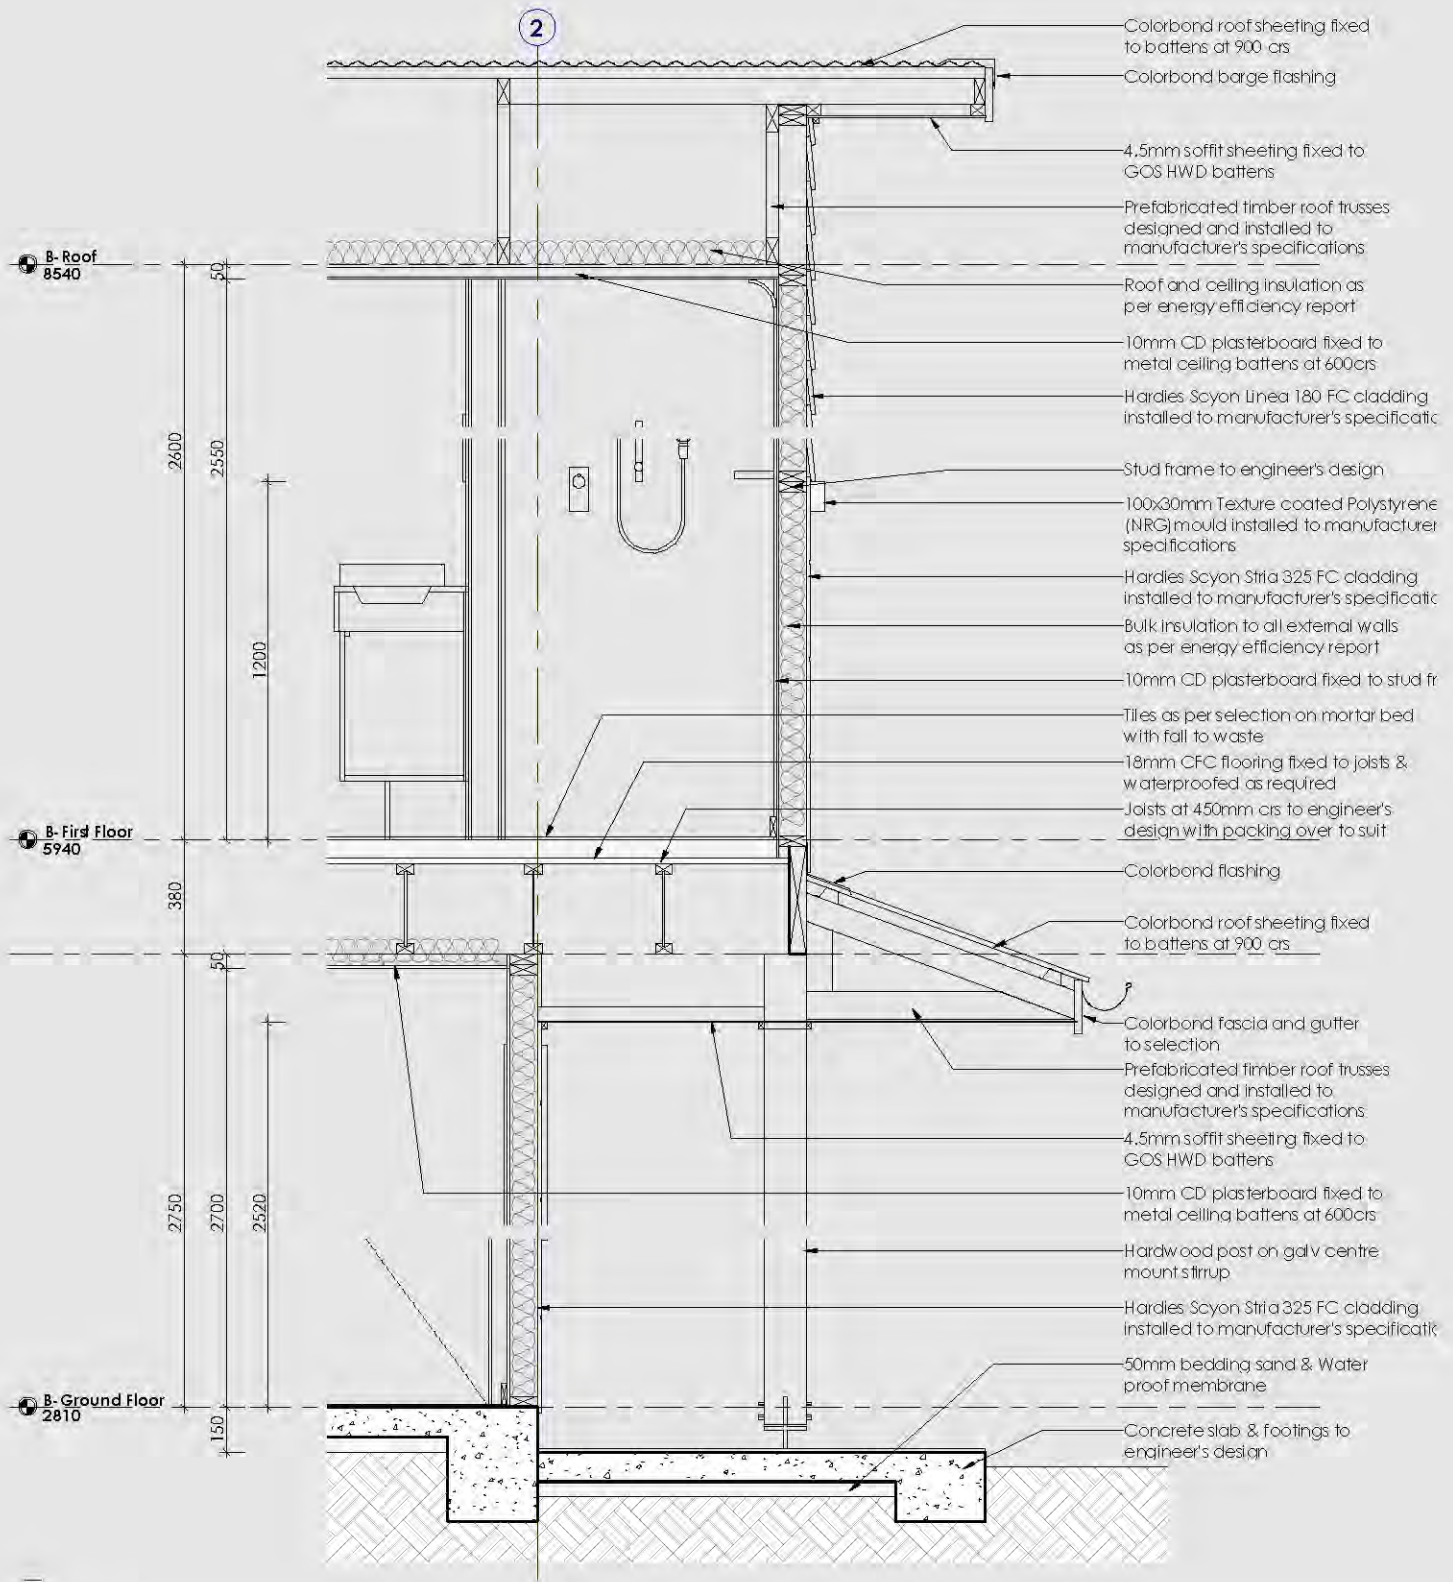 2
Colorbond roof sheeting fixed
to battens at 900 crs
Colorbond barge flashing
4.5mm soffit sheeting fixed to
GOS HWD battens
Prefabricated timber roof trusses
designed and installed to
manufacturer's specifications
B- Roof
8540
50
Roof and ceiling insulation as
per energy efficiency report
10mm CD plasterboard fixed to
metal ceiling battens at 600crs
Hardies Scyon Linea 180 FC cladding
installed to manufacturer's specificatic
2600
2550
Stud frame to engineer's design
100x30mm Texture coated Polystyrene
(NRG) mould installed to manufacturer
specifications
Hardies Scyon Stria 325 FC cladding
installed to manufacturer's specificatic
Bulk insulation to all external walls
as per energy efficiency report
1200
10mm CD plasterboard fixed to stud fr
Tiles as per selection on mortar bed
with fall to waste
18mm CFC flooring fixed to joists &
waterproofed as required
Joists at 450mm crs to engineer's
design with packing over to suit
B- First Floor
5940
Colorbond flashing
380
Colorbond roof sheeting fixed
to battens at 900 crs
50
Colorbond fascia and gutter
to selection
Prefabricated timber roof trusses
designed and installed to
manufacturer's specifications
4.5mm soffit sheeting fixed to
GOS HWD battens
10mm CD plasterboard fixed to
metal ceiling battens at 600crs
2750
2700
2520
Hardwood post on galv centre
mount stirrup
Hardies Scyon Stria 325 FC cladding
installed to manufacturer's specificatic
50mm bedding sand & Water
proof membrane
B- Ground Floor
2810
150
Concrete slab & footings to
engineer's design